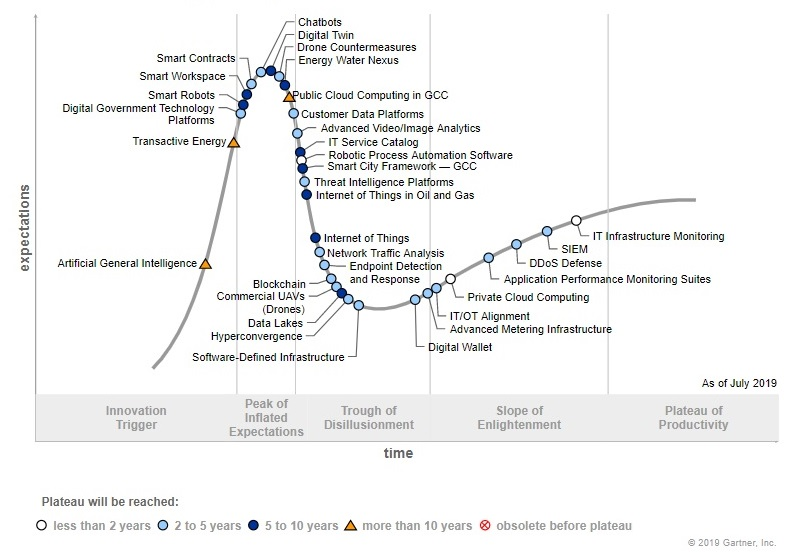 Chatbots
Digital Twin
Drone Countermeasures
Energy Water Nexus
Smart Contracts
Smart Workspace
Smart Robots
Digital Government Technology
Platforms
Transactive Energy
Artificial General Intelligence
Public Cloud Computing in GCC
Customer Data Platforms
Advanced Video/Image Analytics
IT Service Catalog
Robotic Process Automation Software
Smart City Framework — GCC
Threat Intelligence Platforms
Internet of Things in Oil and Gas
Internet of Things
Network Traffic Analysis
Endpoint Detection
and Response
Blockchain
Commercial UAVs
(Drones)
Data Lakes
Hyperconvergence
Software-Defined Infrastructure
IT Infrastructure Monitoring
SIEM
DDoS Defense
Application Performance Monitoring Suites
Private Cloud Computing
IT/OT Alignment
Advanced Metering Infrastructure
Digital Wallet
expectations
As of July 2019
Innovation
Trigger
Peak of
Inflated
Expectations
Trough of
Disillusionment
Slope of
Enlightenment
Plateau of
Productivity
time
Plateau will be reached:
less than 2 years 2 to 5 years 5 to 10 years more than 10 years obsolete before plateau
© 2019 Gartner, Inc.